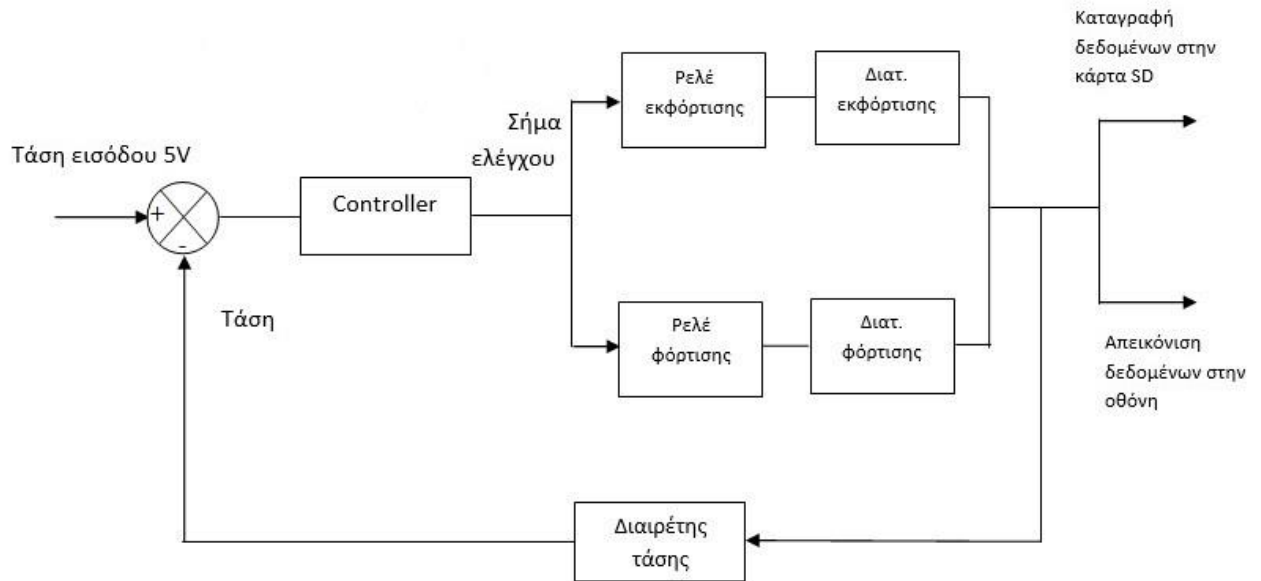 Καταγραφή
δεδομένων στην
κάρτα SD
Ρελέ
εκφόρτισης
Διατ.
εκφόρτισης
Σήμα
ελέγχου
Τάση εισόδου 5V
+
-
Controller
Τάση
Ρελέ
φόρτισης
Διατ.
φόρτισης
Απεικόνιση
δεδομένων στην
οθόνη
Διαιρέτης
τάσης